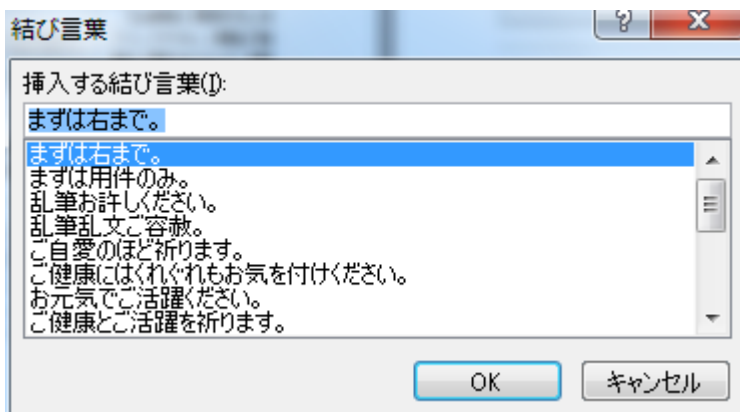 結び言葉
挿入する結び言葉(I):
まずは右まで。
まずは右まで。
まずは用件のみ。
乱筆お許しください。
乱筆乱文ご容赦。
ご自愛のほど祈ります。
ご健康にはくれぐれもお気を付けください。
お元気でご活躍ください。
ご健康とご活躍を祈ります。
OK
キャンセル